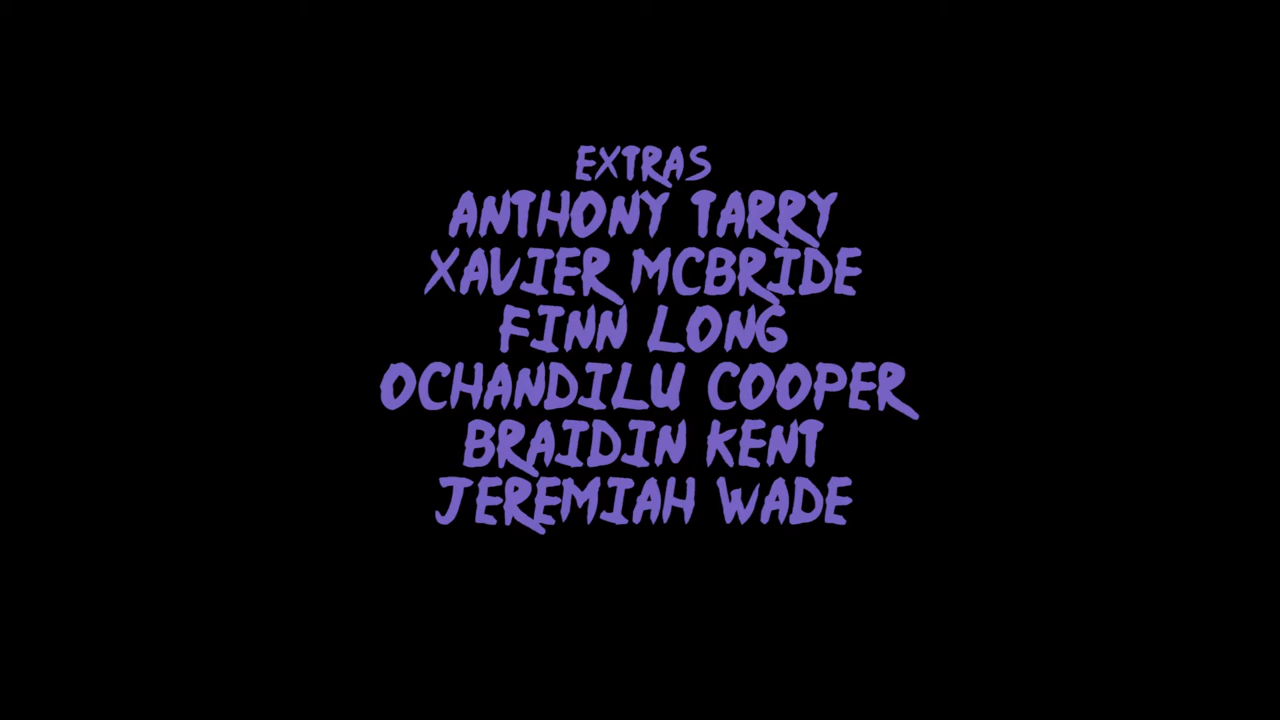 EXTRAS
ANTHONY TARRY
XAVIER MCBRIDE
FINN LONG
OCHANDILU COOPER
BRAIDIN KENT
JEREMIAH WADE